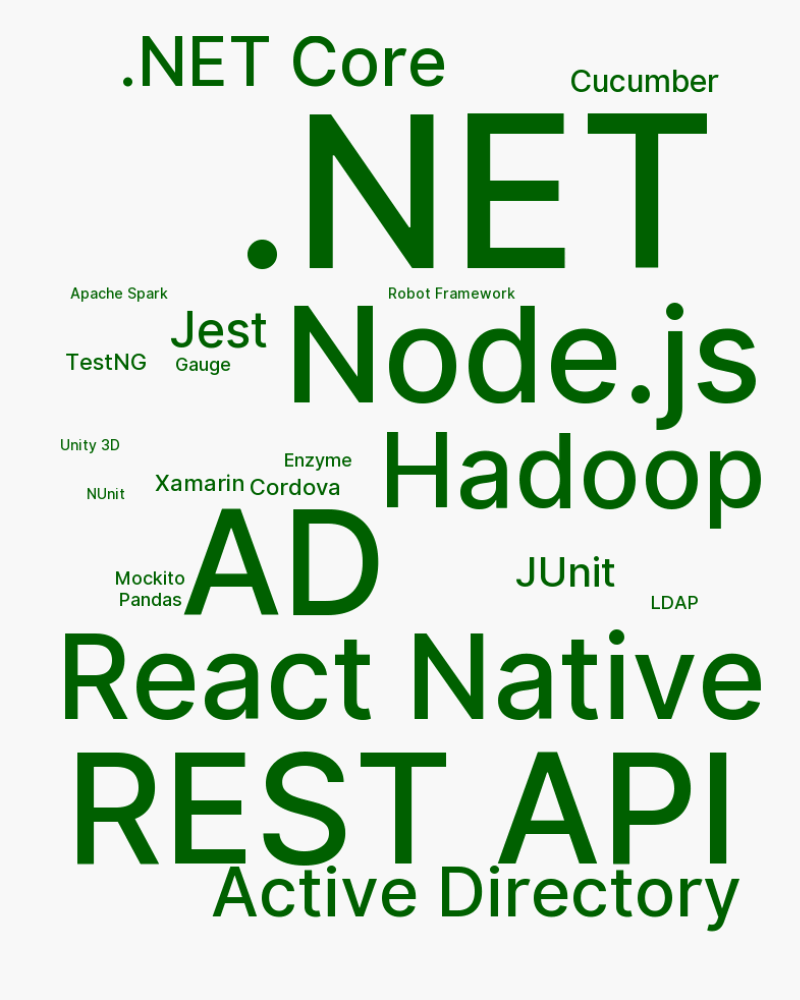 .NET Core
Cucumber
.NET
Apache Spark
Robot Framework
Jest
Node.js
TestNG
Gauge
Unity 3D
Enzyme
Hadoop
Xamarin
Cordova
NUnit
AD
JUnit
Mockito
Pandas
LDAP
React Native
REST API
Active Directory